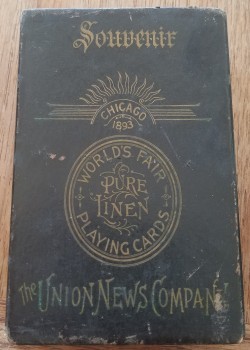 Souvenir
CHICAGO
1893
WORLD'S FAIR
PURE
LINEN
PLAYING CARDS
The UNION NEWS COMPANY